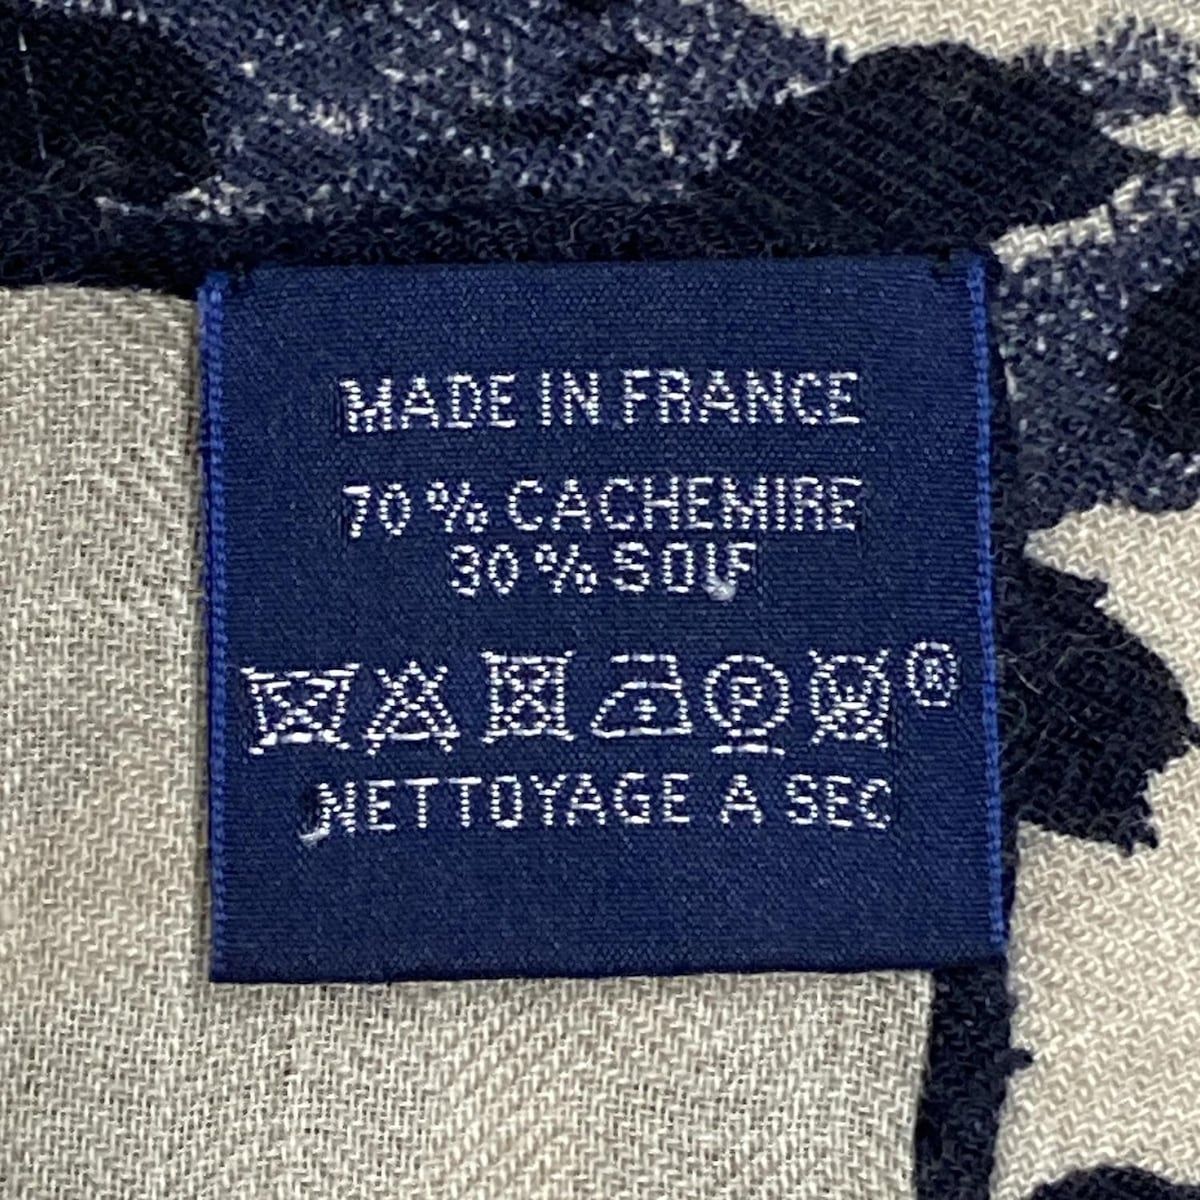 MADE IN FRANCE
70 % CACHEMIRE
30 % SOIE
P W ®
NETTOYAGE A SEC